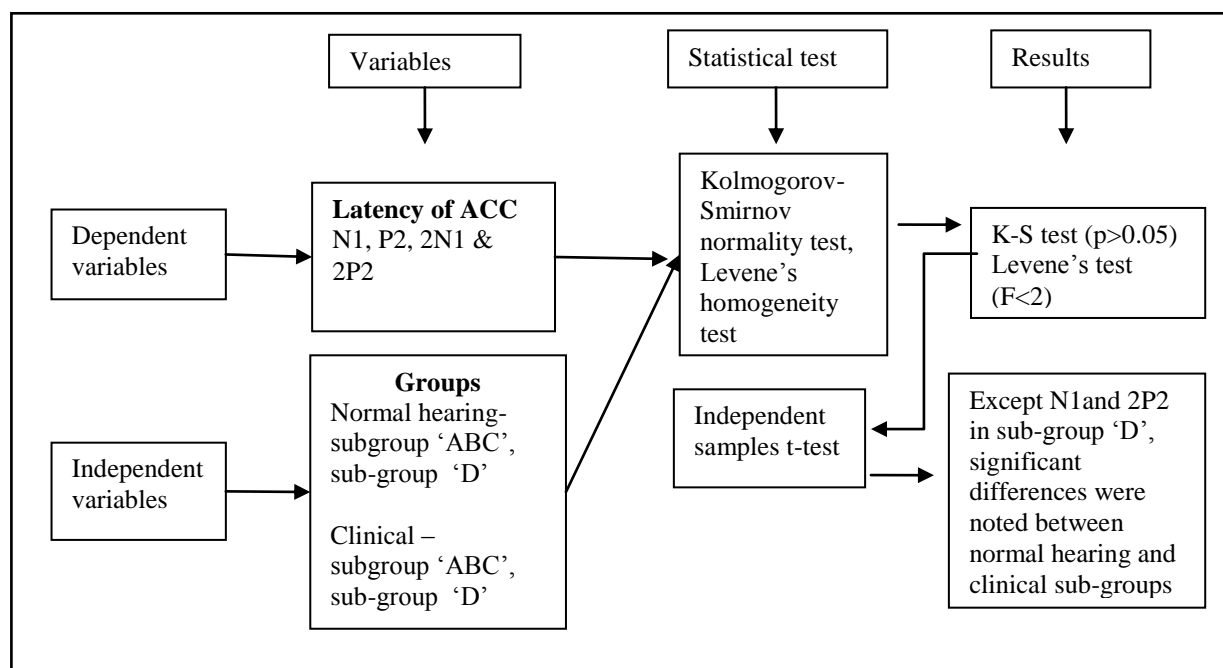 Variables
Statistical test
Results
Dependent
variables
Latency of ACC
N1, P2, 2N1 &
2P2
Kolmogorov-
Smirnov
normality test,
Levene’s
homogeneity
test
K-S test (p>0.05)
Levene’s test
(F<2)
Independent
variables
Groups
Normal hearing-
subgroup ‘ABC’,
sub-group ‘D’
Clinical –
subgroup ‘ABC’,
sub-group ‘D’
Independent
samples t-test
Except N1and 2P2
in sub-group ‘D’,
significant
differences were
noted between
normal hearing and
clinical sub-groups